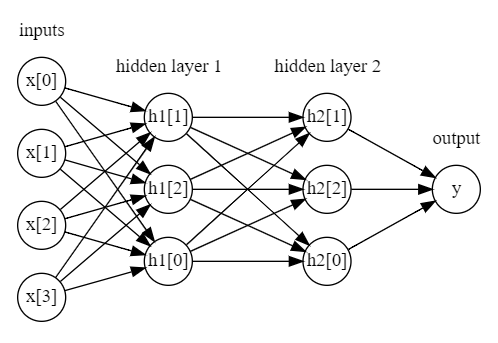 inputs
hidden layer 1
hidden layer 2
output
x[0]
x[1]
x[2]
x[3]
h1[1]
h1[2]
h1[0]
h2[1]
h2[2]
h2[0]
y